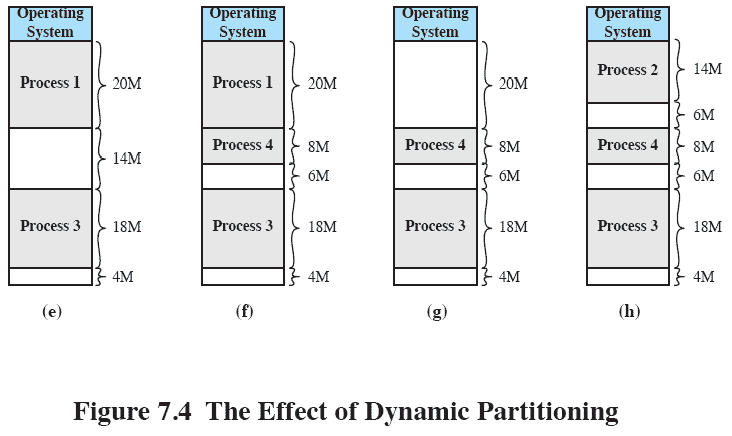 Operating
System
Process 1
20M
14M
Process 3
18M
4M
(e)
Operating
System
Process 1
20M
Process 4
8M
6M
Process 3
18M
4M
(f)
Operating
System
20M
Process 4
8M
6M
Process 3
18M
4M
(g)
Operating
System
Process 2
14M
6M
Process 4
8M
6M
Process 3
18M
4M
(h)
Figure 7.4 The Effect of Dynamic Partitioning